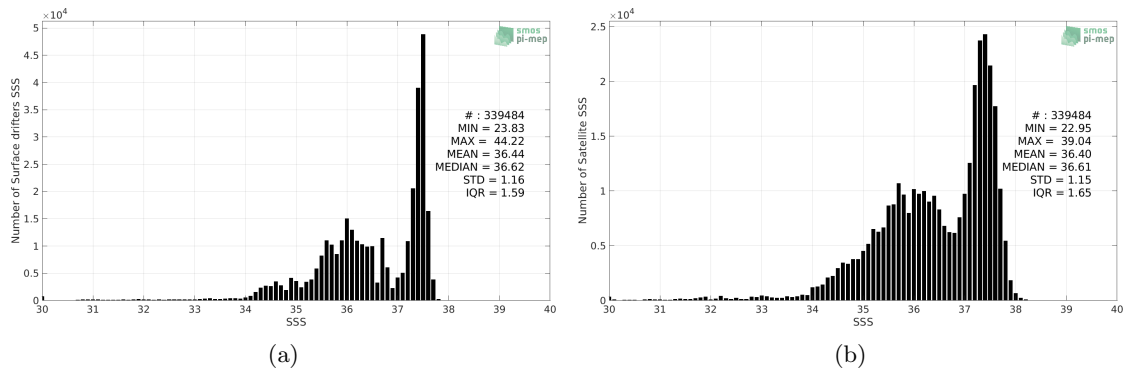 ×10⁴
5
4.5
4
3.5
3
2.5
2
1.5
1
0.5
0
Number of Surface drifters SSS
smos
pi-mep
# : 339484
MIN = 23.83
MAX = 44.22
MEAN = 36.44
MEDIAN = 36.62
STD = 1.16
IQR = 1.59
30 31 32 33 34 35 36 37 38 39 40
SSS
(a)
×10⁴
2.5
2
1.5
1
0.5
0
Number of Satellite SSS
smos
pi-mep
# : 339484
MIN = 22.95
MAX = 39.04
MEAN = 36.40
MEDIAN = 36.61
STD = 1.15
IQR = 1.65
30 31 32 33 34 35 36 37 38 39 40
SSS
(b)